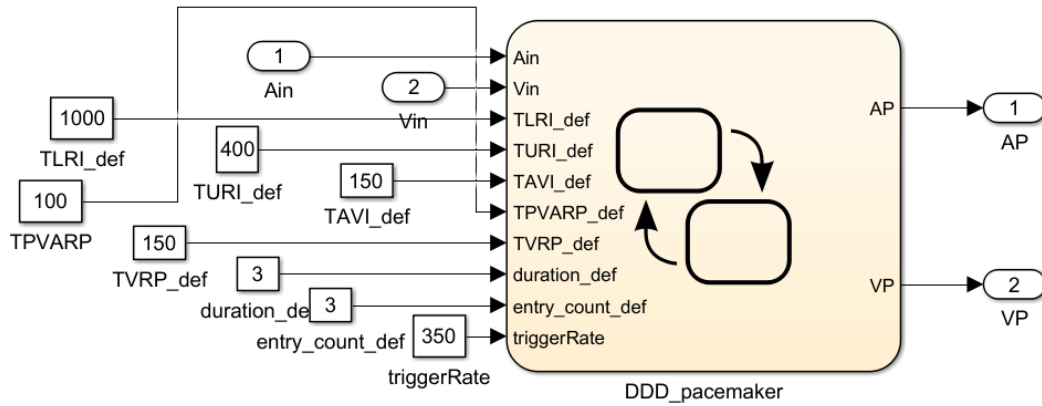 1
Ain
2
Vin
1000
TLRI_def
400
TURI_def
150
TAVI_def
100
TPVARP
150
TVRP_def
3
duration_de
3
entry_count_def
350
triggerRate
Ain
Vin
TLRI_def
TURI_def
TAVI_def
TPVARP_def
TVRP_def
duration_def
entry_count_def
triggerRate
AP
VP
DDD_pacemaker
1
AP
2
VP